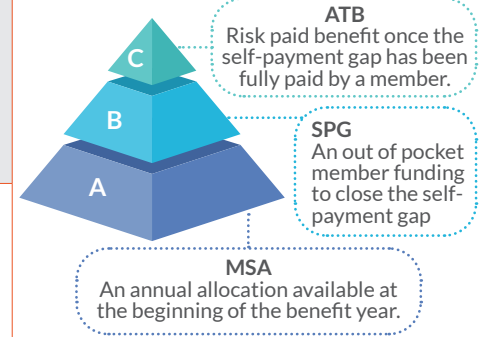 ATB
Risk paid benefit once the
self-payment gap has been
fully paid by a member.
C
B
SPG
An out of pocket
member funding
to close the self-
payment gap
A
MSA
An annual allocation available at
the beginning of the benefit year.